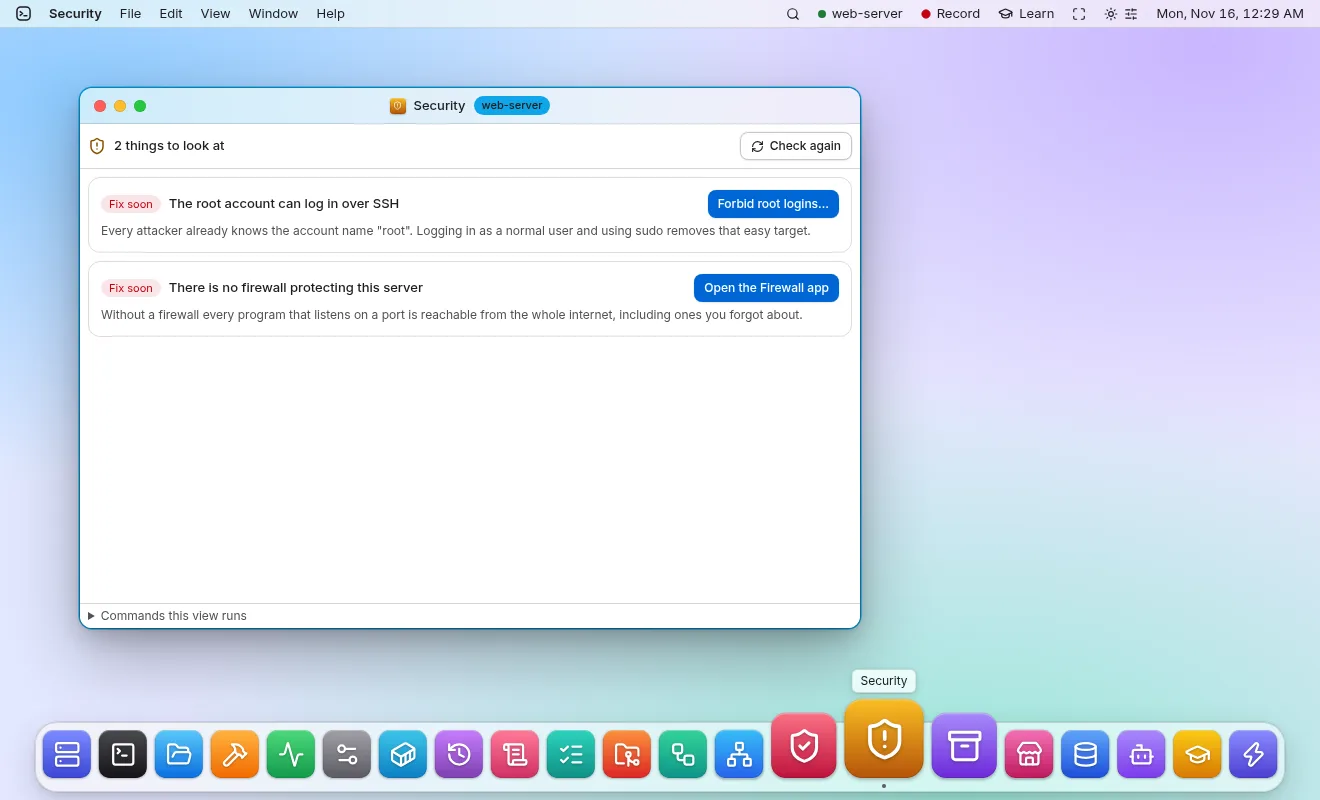 Security File Edit View Window Help web-server Record Learn Mon, Nov 16, 12:29 AM
Security web-server
2 things to look at Check again
Fix soon The root account can log in over SSH Forbid root logins...
Every attacker already knows the account name "root". Logging in as a normal user and using sudo removes that easy target.
Fix soon There is no firewall protecting this server Open the Firewall app
Without a firewall every program that listens on a port is reachable from the whole internet, including ones you forgot about.
Commands this view runs
Security